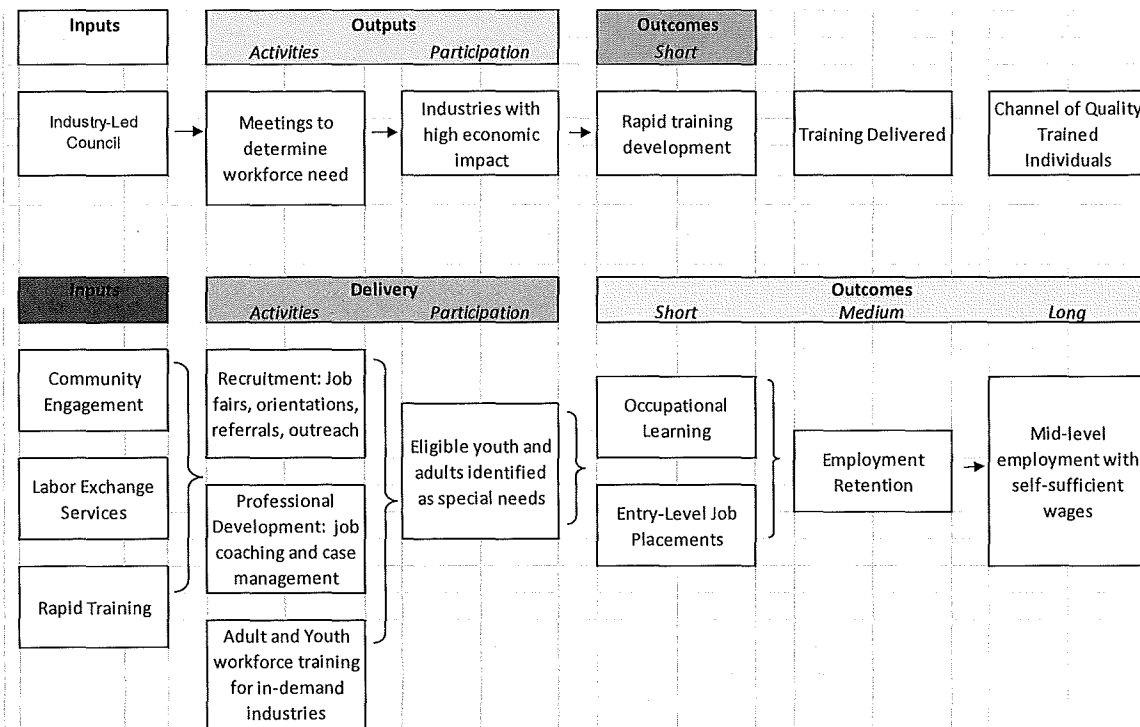 Inputs
Outputs
Activities Participation
Outcomes
Short
Industry-Led
Council
Meetings to
determine
workforce need
Industries with
high economic
impact
Rapid training
development
Training Delivered
Channel of Quality
Trained
Individuals
Inputs
Delivery
Activities Participation
Outcomes
Short Medium Long
Community
Engagement
Labor Exchange
Services
Rapid Training
Recruitment: Job
fairs, orientations,
referrals, outreach
Professional
Development: job
coaching and case
management
Adult and Youth
workforce training
for in-demand
industries
Eligible youth and
adults identified
as special needs
Occupational
Learning
Entry-Level Job
Placements
Employment
Retention
Mid-level
employment with
self-sufficient
wages